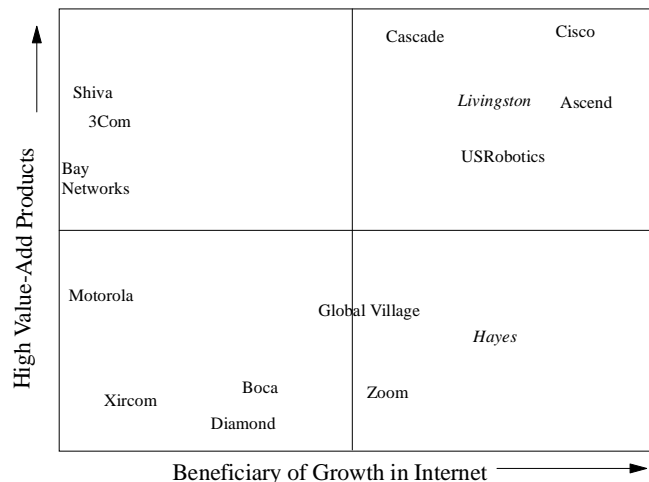 Cascade
Cisco
Shiva
Livingston
Ascend
3Com
USRobotics
Bay
Networks
High Value-Add Products
Motorola
Global Village
Hayes
Xircom
Boca
Zoom
Diamond
Beneficiary of Growth in Internet